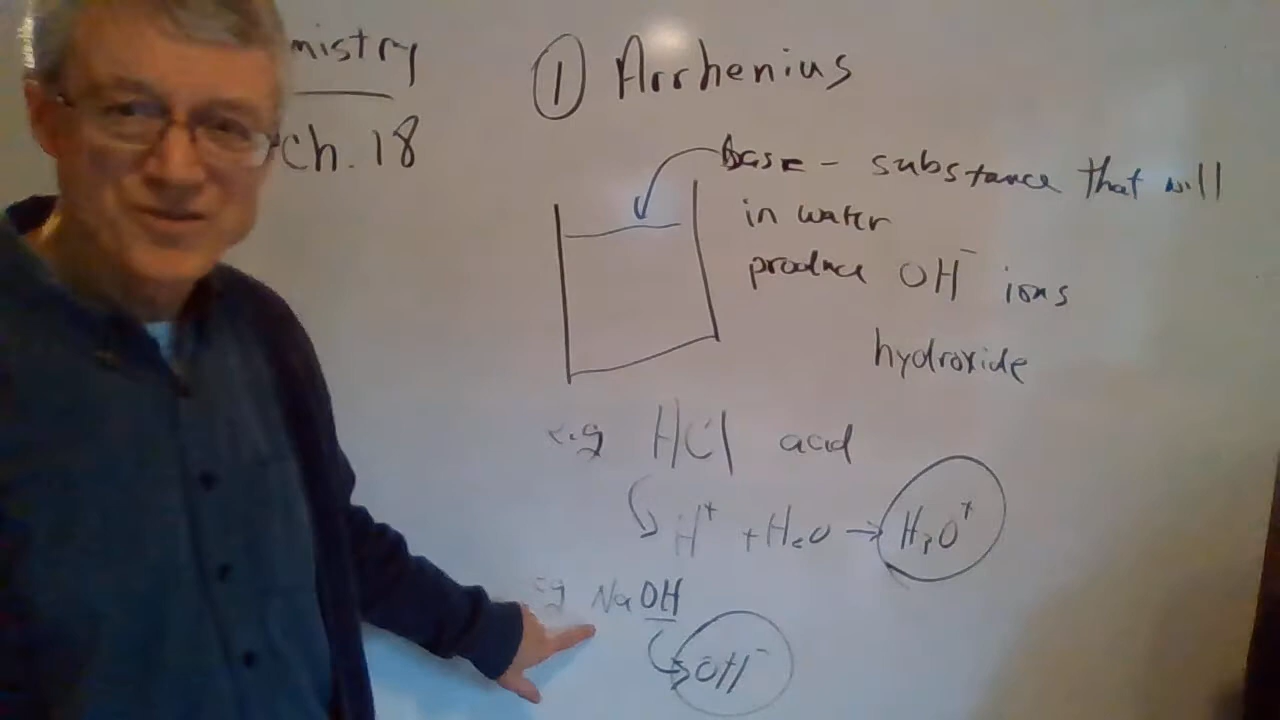 mistry
ch. 18
① Arrhenius
base - substance that will
in water
produce OH⁻ ions
hydroxide
e.g HCl acid
H⁺ + H₂O → H₃O⁺
eg NaOH
OH⁻